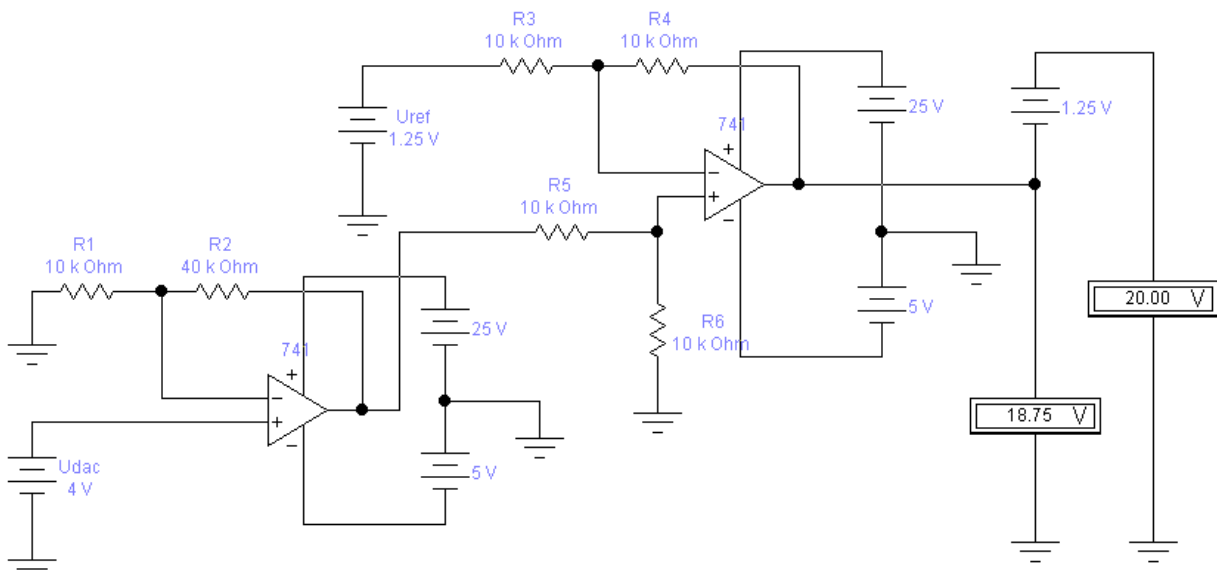 R3
10 k Ohm
R4
10 k Ohm
Uref
1.25 V
741
+
−
+
−
25 V
1.25 V
R5
10 k Ohm
R1
10 k Ohm
R2
40 k Ohm
R6
10 k Ohm
5 V
20.00 V
741
+
−
+
−
25 V
18.75 V
Udac
4 V
5 V